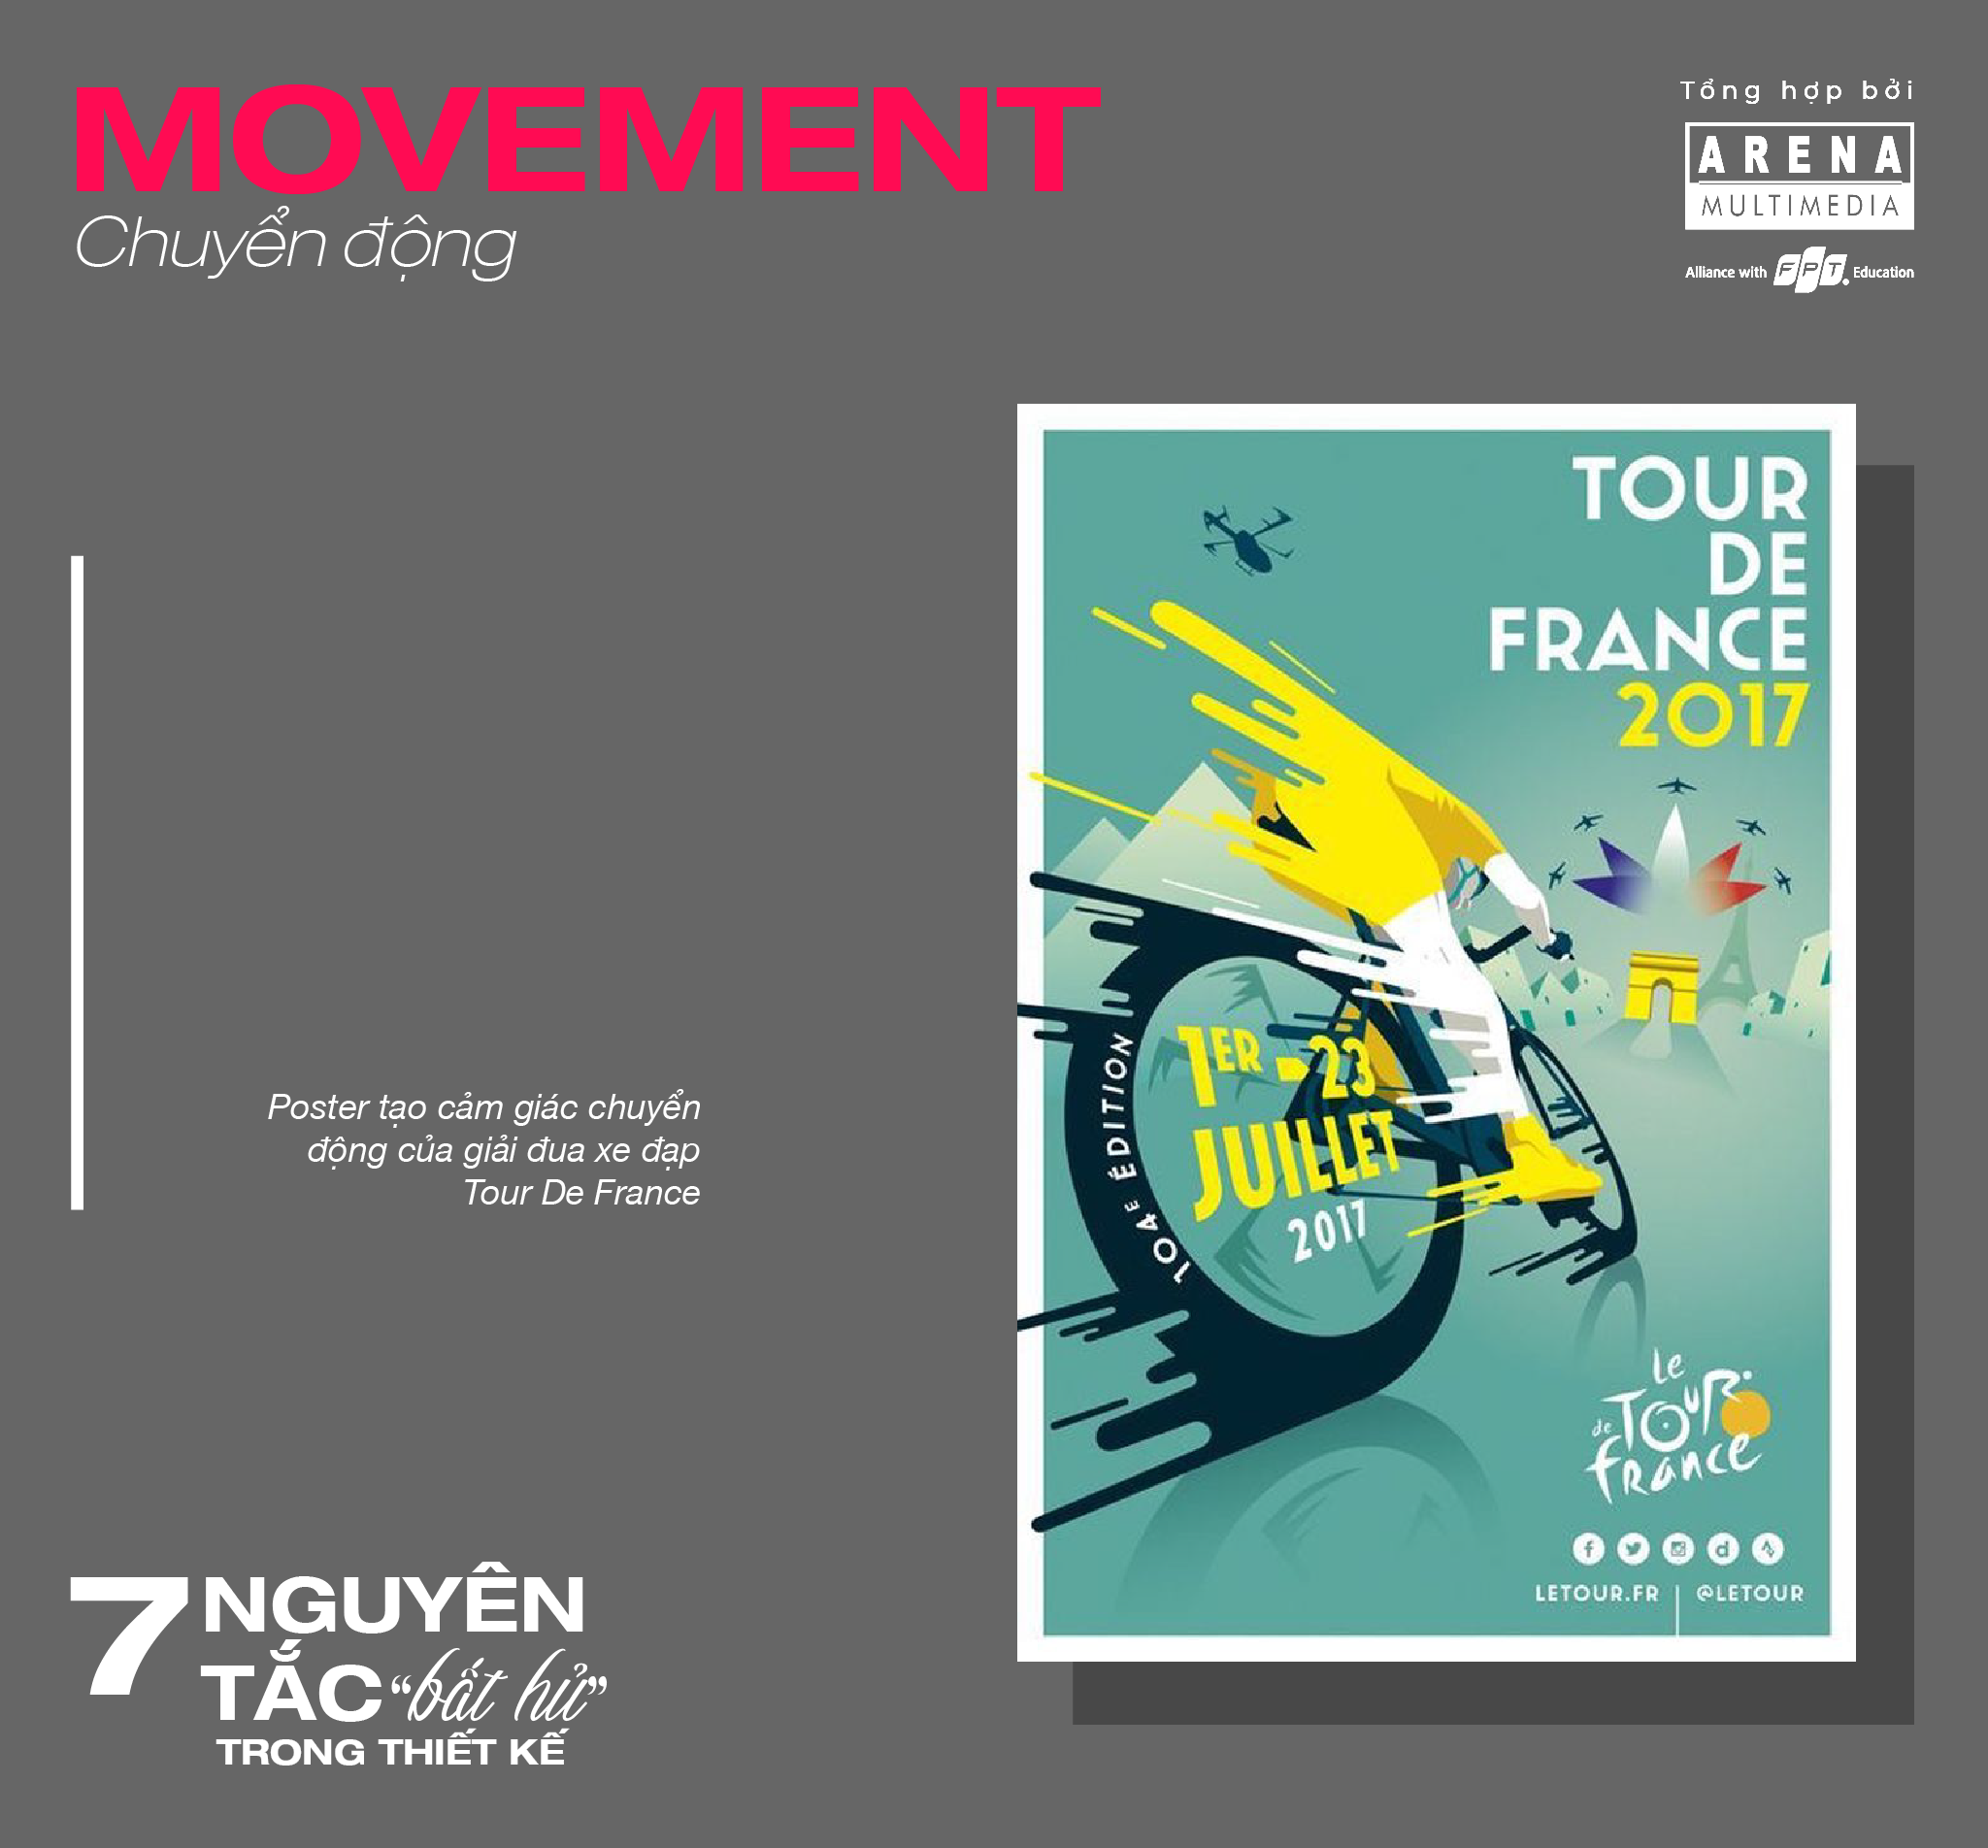 MOVEMENT
Chuyển động
Tổng hợp bởi
ARENA
MULTIMEDIA
Alliance with FPT. Education
Poster tạo cảm giác chuyển
động của giải đua xe đạp
Tour De France
TOUR
DE
FRANCE
2017
104E ÉDITION
1ER - 23
JUILLET
2017
Le
de TOUR
FRANCE
LETOUR.FR | @LETOUR
7 NGUYÊN
TẮC “bất hủ”
TRONG THIẾT KẾ